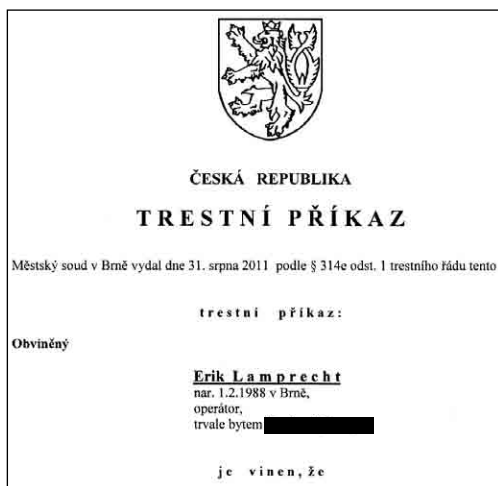 ČESKÁ REPUBLIKA
TRESTNÍ PŘÍKAZ
Městský soud v Brně vydal dne 31. srpna 2011 podle § 314e odst. 1 trestního řádu tento
trestní příkaz:
Obviněný
Erik Lamprecht
nar. 1.2.1988 v Brně,
operátor,
trvale bytem
je vinen, že